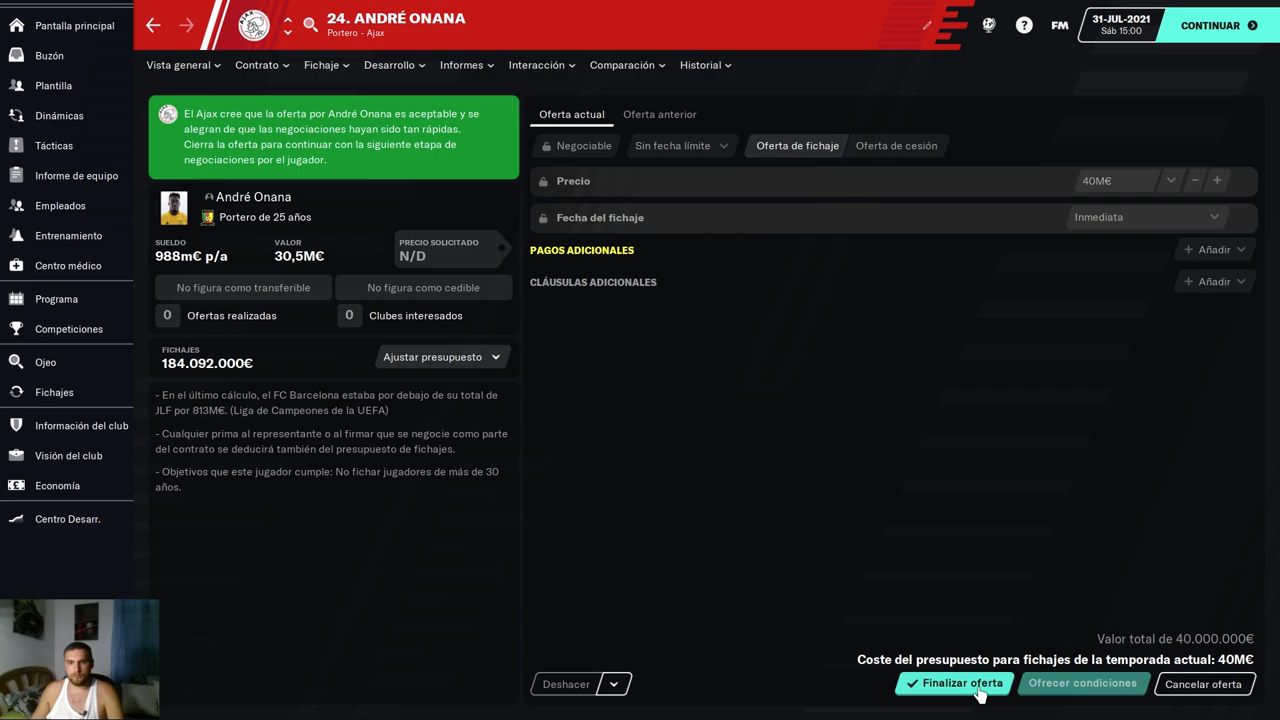 24. ANDRÉ ONANA
Portero - Ajax
FM
31-JUL-2021
Sáb 15:00
CONTINUAR
Pantalla principal
Buzón
Plantilla
Dinámicas
Tácticas
Informe de equipo
Empleados
Entrenamiento
Centro médico
Programa
Competiciones
Ojeo
Fichajes
Información del club
Visión del club
Economía
Centro Desarr.
Vista general
Contrato
Fichaje
Desarrollo
Informes
Interacción
Comparación
Historial
El Ajax cree que la oferta por André Onana es aceptable y se
alegran de que las negociaciones hayan sido tan rápidas.
Cierra la oferta para continuar con la siguiente etapa de
negociaciones por el jugador.
André Onana
Portero de 25 años
SUELDO
988m€ p/a
VALOR
30,5M€
PRECIO SOLICITADO
N/D
No figura como transferible
No figura como cedible
0 Ofertas realizadas
0 Clubes interesados
FICHAJES
184.092.000€
Ajustar presupuesto
- En el último cálculo, el FC Barcelona estaba por debajo de su total de
JLF por 813M€. (Liga de Campeones de la UEFA)
- Cualquier prima al representante o al firmar que se negocie como parte
del contrato se deducirá también del presupuesto de fichajes.
- Objetivos que este jugador cumple: No fichar jugadores de más de 30
años.
Oferta actual
Oferta anterior
Negociable
Sin fecha límite
Oferta de fichaje
Oferta de cesión
Precio
40M€
Fecha del fichaje
Inmediata
PAGOS ADICIONALES
+ Añadir
CLÁUSULAS ADICIONALES
+ Añadir
Valor total de 40.000.000€
Coste del presupuesto para fichajes de la temporada actual: 40M€
Deshacer
Finalizar oferta
Ofrecer condiciones
Cancelar oferta